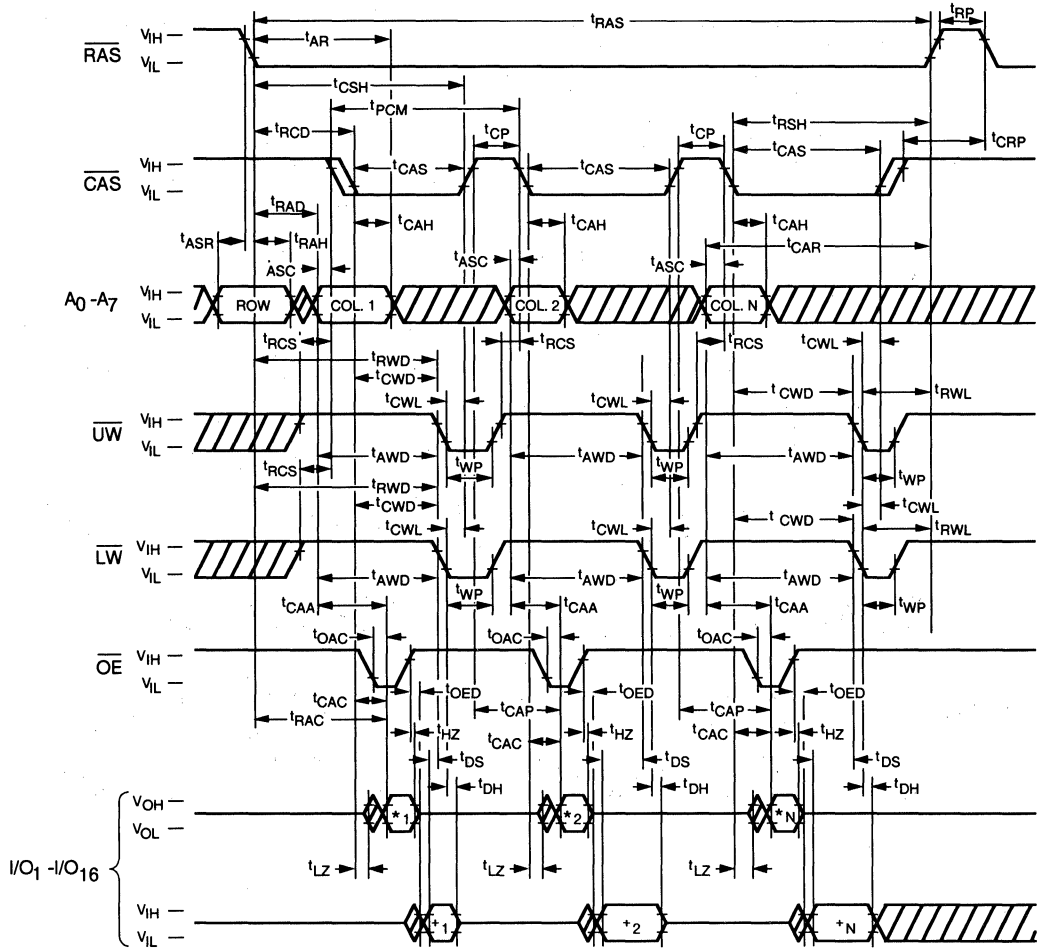 tRAS
tRP
tAR
RAS
VIH
VIL
tCSH
tPCM
tRCD
tCP
tCP
tRSH
tCAS
tCRP
CAS
VIH
VIL
tCAS
tCAS
tRAD
tCAH
tCAH
tCAH
tASR
tRAH
tCAR
ASC
tASC
tASC
A0 -A7
VIH
VIL
ROW
COL. 1
COL. 2
COL. N
tRCS
tRCS
tRCS
tCWL
tRWD
tCWD
tCWD
tRWL
tCWL
tCWL
UW
VIH
VIL
tRCS
tAWD
tWP
tAWD
tWP
tAWD
tWP
tRWD
tCWD
tCWL
tCWL
tCWL
tCWD
tRWL
LW
VIH
VIL
tAWD
tWP
tAWD
tWP
tAWD
tWP
tCAA
tCAA
tCAA
tOAC
tOAC
tOAC
OE
VIH
VIL
tOED
tOED
tOED
tCAC
tRAC
tCAP
tCAP
tCAC
tCAC
tHZ
tHZ
tHZ
tDS
tDS
tDS
tDH
tDH
tDH
VOH
VOL
*1
*2
*N
I/O1 -I/O16
tLZ
tLZ
tLZ
VIH
VIL
+1
+2
+N